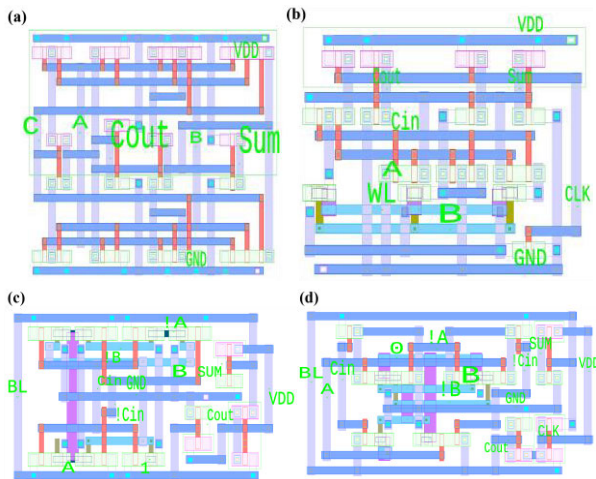 (a)
VDD
C
A
Cout
B
Sum
GND
(b)
VDD
Cout
Sum
Cin
A
WL
B
CLK
GND
(c)
!A
!B
BL
Cin
GND
B
SUM
VDD
!Cin
Cout
A
1
(d)
!A
0
SUM
BL
Cin
!Cin
VDD
A
B
!B
GND
CLK
Cout